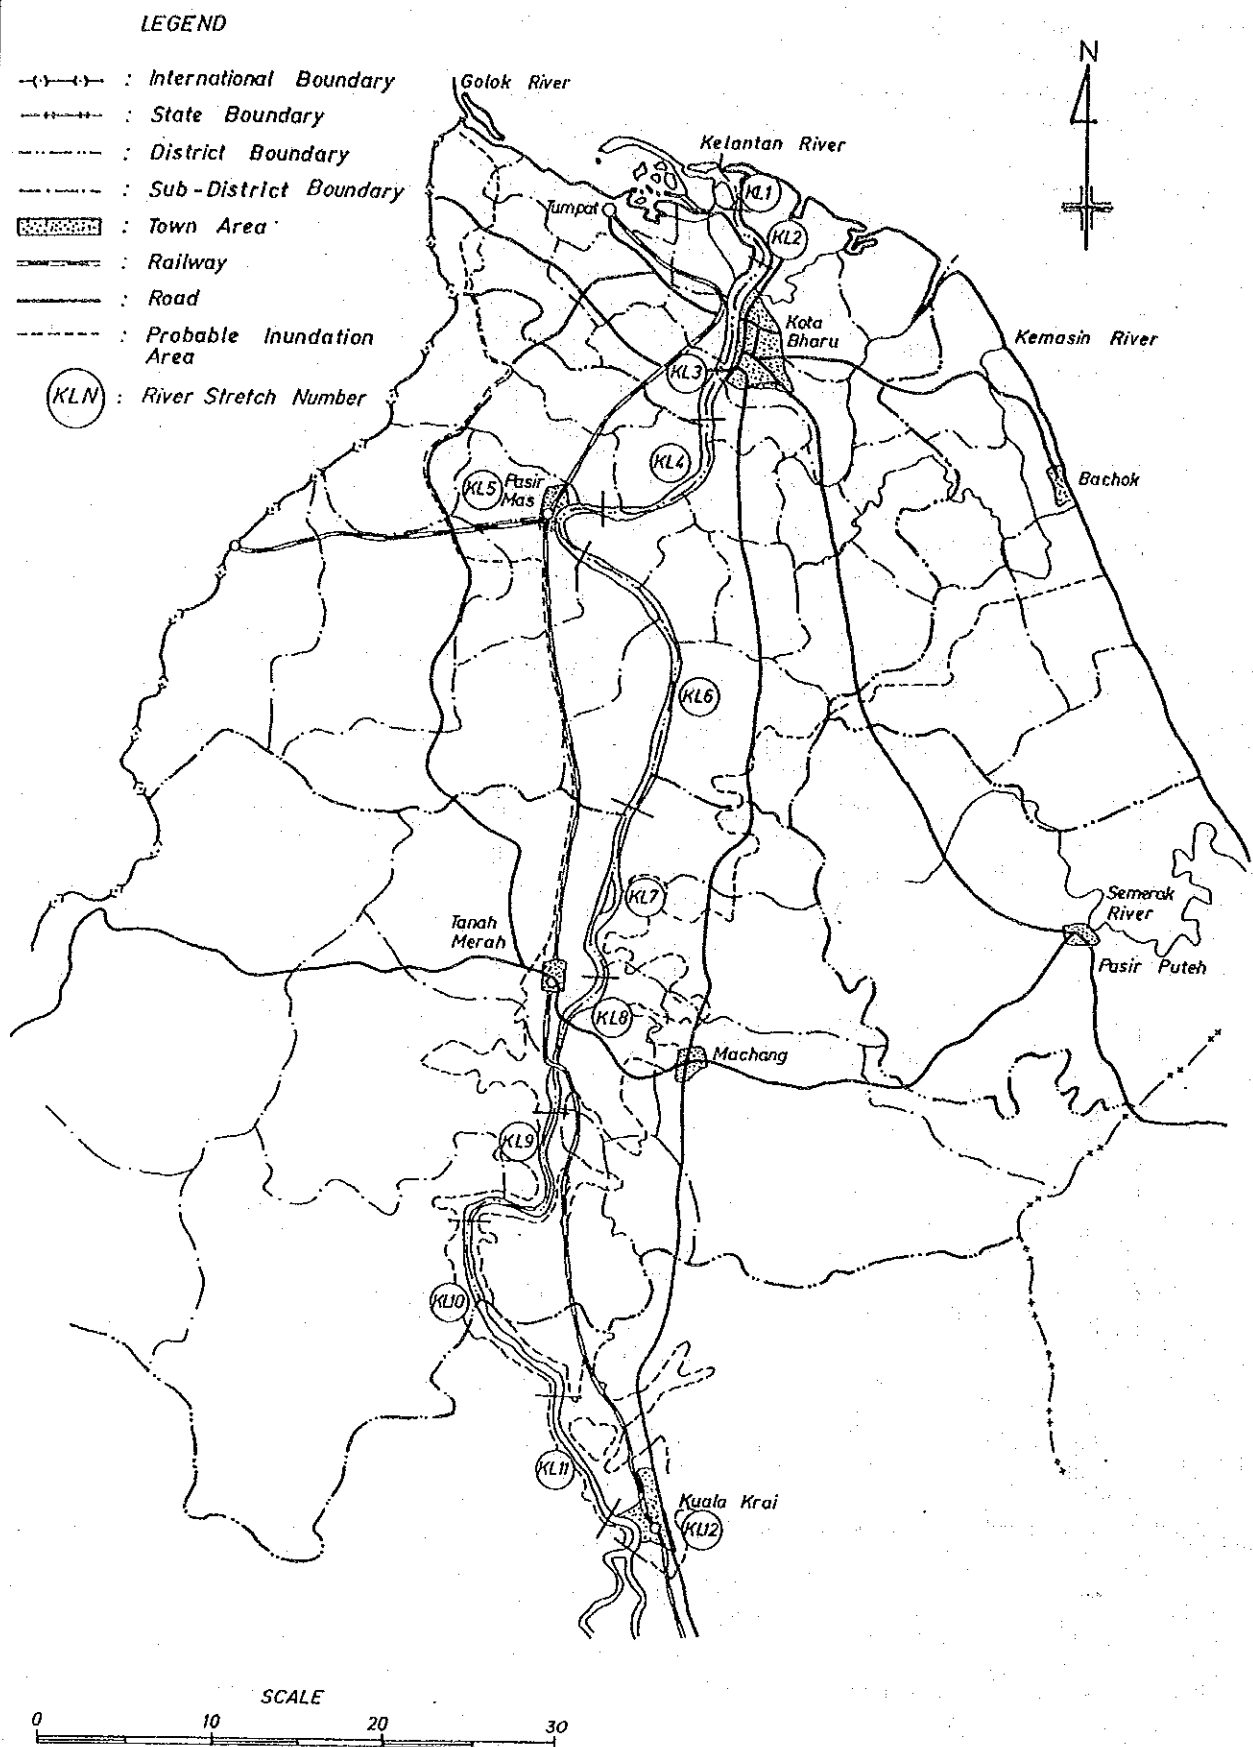 LEGEND
: International Boundary
: State Boundary
: District Boundary
: Sub-District Boundary
: Town Area
: Railway
: Road
: Probable Inundation
Area
KLN : River Stretch Number
N
Golok River
Kelantan River
KL1
Tumpat
KL2
Kota
Bharu
Kemasin River
KL3
KL4
KL5
Pasir
Mas
Bachok
KL6
KL7
Semerak
River
Tanah
Merah
Pasir Puteh
KL8
Machang
KL9
KL10
KL11
Kuala Krai
KL12
SCALE
0 10 20 30